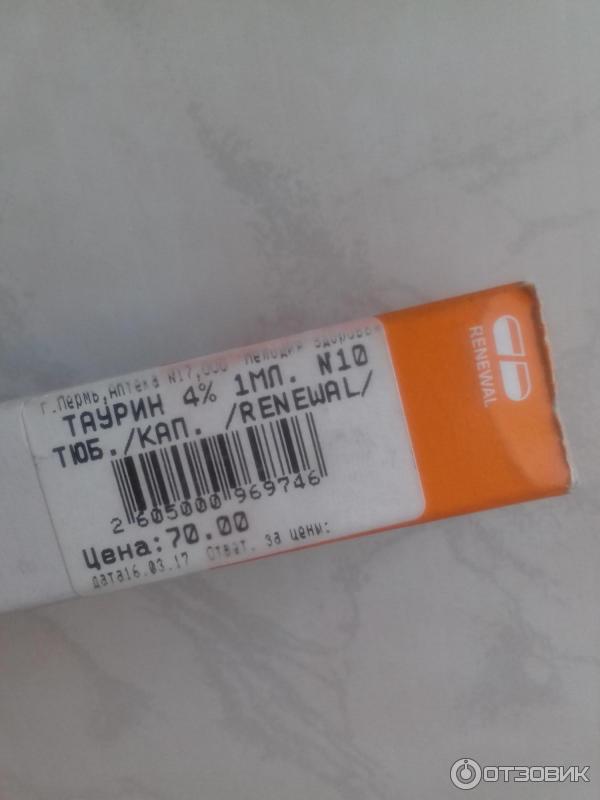 г.Пермь,Аптека N17,ООО Мелодия Здоровья
ТАУРИН 4% 1МЛ. N10
ТЮБ./КАП. /RENEWAL/
2 605000 969746
Цена:70.00
дата16.03.17 Ответ. за цены:
RENEWAL
ОТЗОВИК